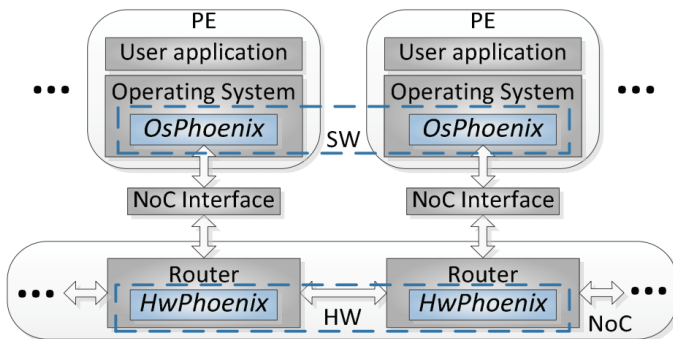 PE PE
User application User application
••• Operating System Operating System •••
OsPhoenix OsPhoenix
SW
NoC Interface NoC Interface
Router Router
••• HwPhoenix HwPhoenix •••
HW NoC